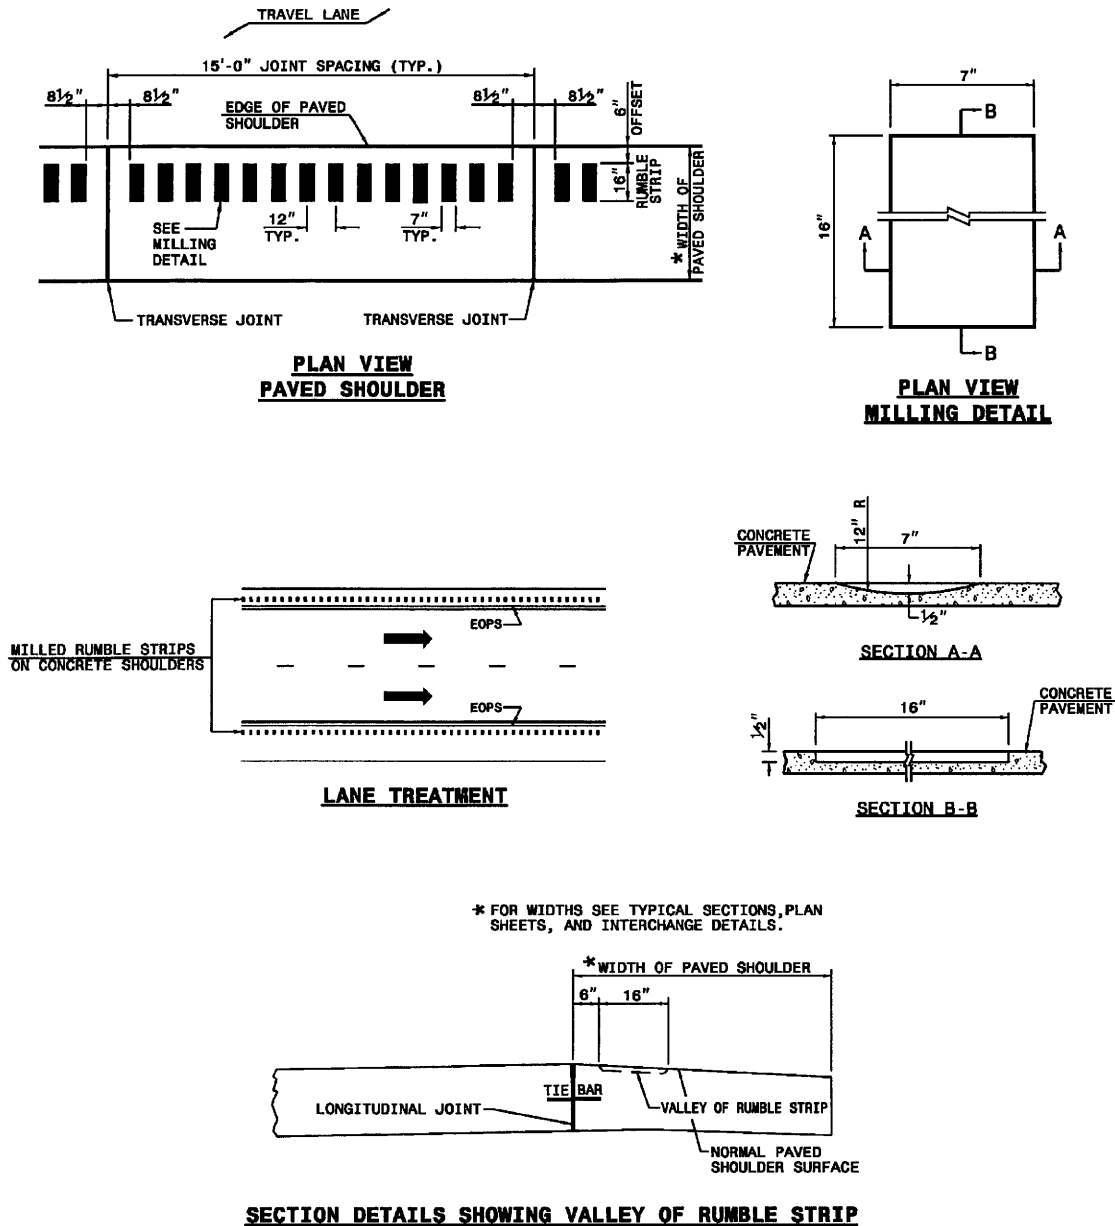 TRAVEL LANE
15'-0" JOINT SPACING (TYP.)
8½"
8½"
8½"
8½"
EDGE OF PAVED
SHOULDER
6"
OFFSET
16"
RUMBLE
STRIP
* WIDTH OF
PAVED SHOULDER
SEE
MILLING
DETAIL
12"
TYP.
7"
TYP.
TRANSVERSE JOINT
TRANSVERSE JOINT
PLAN VIEW
PAVED SHOULDER
7"
B
16"
A
A
B
PLAN VIEW
MILLING DETAIL
MILLED RUMBLE STRIPS
ON CONCRETE SHOULDERS
EOPS
EOPS
LANE TREATMENT
CONCRETE
PAVEMENT
12" R
7"
½"
SECTION A-A
½"
16"
CONCRETE
PAVEMENT
SECTION B-B
* FOR WIDTHS SEE TYPICAL SECTIONS,PLAN
SHEETS, AND INTERCHANGE DETAILS.
* WIDTH OF PAVED SHOULDER
6"
16"
TIE BAR
LONGITUDINAL JOINT
VALLEY OF RUMBLE STRIP
NORMAL PAVED
SHOULDER SURFACE
SECTION DETAILS SHOWING VALLEY OF RUMBLE STRIP